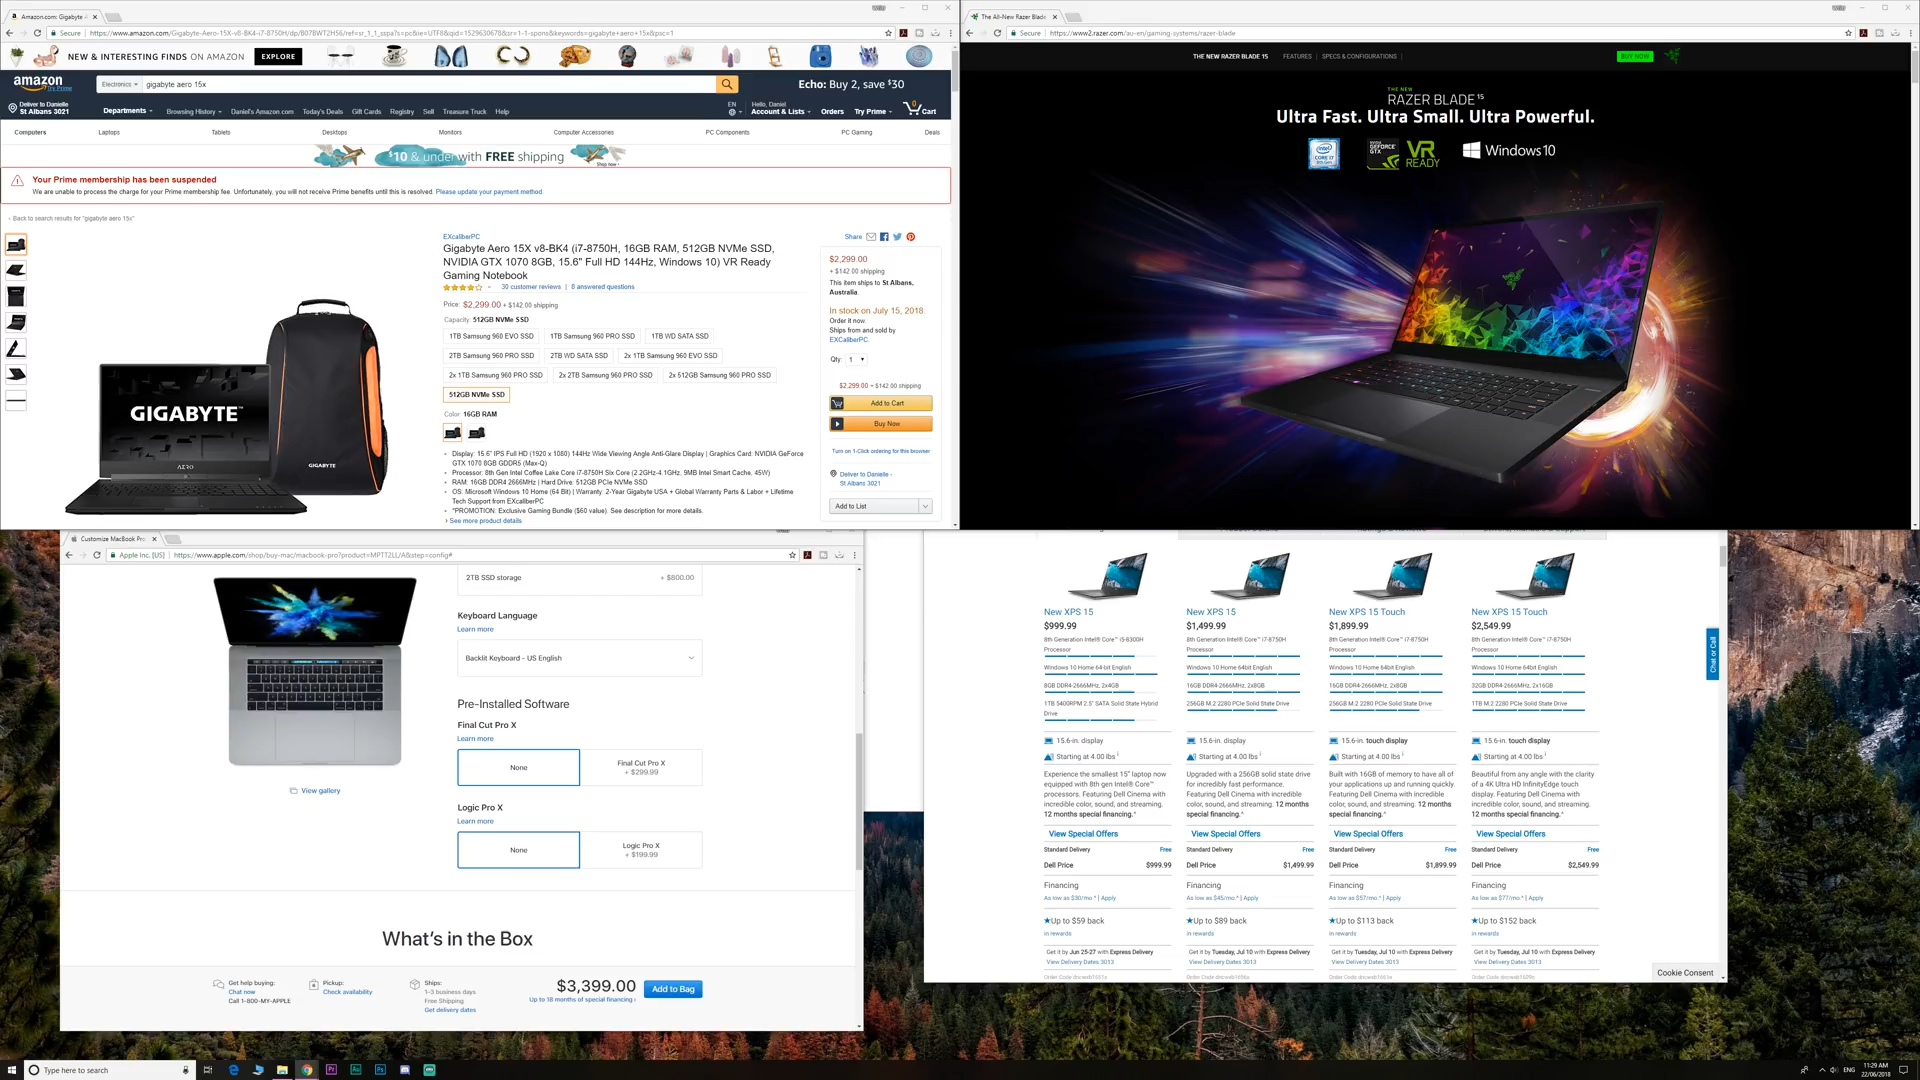 Amazon.com: Gigabyte A
Secure
https://www.amazon.com/Gigabyte-Aero-15X-v8-BK4-i7-8750H/dp/B07BWT2H56/ref=sr_1_1_sspa?s=pc&ie=UTF8&qid=1529630678&sr=1-1-spons&keywords=gigabyte+aero+15x&psc=1
NEW & INTERESTING FINDS ON AMAZON
EXPLORE
amazon
Try Prime
Electronics
gigabyte aero 15x
Echo: Buy 2, save $30
Deliver to Danielle
St Albans 3021
Departments
Browsing History
Daniel's Amazon.com
Today's Deals
Gift Cards
Registry
Sell
Treasure Truck
Help
EN
Hello, Daniel
Account & Lists
Orders
Try Prime
0
Cart
Computers
Laptops
Tablets
Desktops
Monitors
Computer Accessories
PC Components
PC Gaming
Deals
$10 & under with FREE shipping
Shop now
Your Prime membership has been suspended
We are unable to process the charge for your Prime membership fee. Unfortunately, you will not receive Prime benefits until this is resolved. Please update your payment method.
‹ Back to search results for "gigabyte aero 15x"
GIGABYTE™
AERO
GIGABYTE
EXcaliberPC
Gigabyte Aero 15X v8-BK4 (i7-8750H, 16GB RAM, 512GB NVMe SSD,
NVIDIA GTX 1070 8GB, 15.6" Full HD 144Hz, Windows 10) VR Ready
Gaming Notebook
30 customer reviews | 8 answered questions
Price: $2,299.00 + $142.00 shipping
Capacity: 512GB NVMe SSD
1TB Samsung 960 EVO SSD
1TB Samsung 960 PRO SSD
1TB WD SATA SSD
2TB Samsung 960 PRO SSD
2TB WD SATA SSD
2x 1TB Samsung 960 EVO SSD
2x 1TB Samsung 960 PRO SSD
2x 2TB Samsung 960 PRO SSD
2x 512GB Samsung 960 PRO SSD
512GB NVMe SSD
Color: 16GB RAM
Display: 15.6" IPS Full HD (1920 x 1080) 144Hz Wide Viewing Angle Anti-Glare Display | Graphics Card: NVIDIA GeForce
GTX 1070 8GB GDDR5 (Max-Q)
Processor: 8th Gen Intel Coffee Lake Core i7-8750H Six Core (2.2GHz-4.1GHz, 9MB Intel Smart Cache, 45W)
RAM: 16GB DDR4 2666MHz | Hard Drive: 512GB PCIe NVMe SSD
OS: Microsoft Windows 10 Home (64 Bit) | Warranty: 2-Year Gigabyte USA + Global Warranty Parts & Labor + Lifetime
Tech Support from EXcaliberPC
*PROMOTION: Exclusive Gaming Bundle ($60 value). See description for more details.
› See more product details
Share
$2,299.00
+ $142.00 shipping
This item ships to St Albans,
Australia.
In stock on July 15, 2018.
Order it now.
Ships from and sold by
EXCaliberPC.
Qty: 1
$2,299.00 + $142.00 shipping
Add to Cart
Buy Now
Turn on 1-Click ordering for this browser
Deliver to Danielle -
St Albans 3021
Add to List
The All-New Razer Blade
Secure
https://www2.razer.com/au-en/gaming-systems/razer-blade
THE NEW RAZER BLADE 15
FEATURES
SPECS & CONFIGURATIONS
BUY NOW
THE NEW
RAZER BLADE 15
Ultra Fast. Ultra Small. Ultra Powerful.
intel
CORE i7
8th Gen
NVIDIA
GEFORCE
GTX
VR
READY
Windows 10
Customize MacBook Pro
Apple Inc. [US]
https://www.apple.com/shop/buy-mac/macbook-pro?product=MPTT2LL/A&step=config#
2TB SSD storage
+ $800.00
Keyboard Language
Learn more
Backlit Keyboard - US English
Pre-Installed Software
Final Cut Pro X
Learn more
None
Final Cut Pro X
+ $299.99
Logic Pro X
Learn more
None
Logic Pro X
+ $199.99
View gallery
What's in the Box
Get help buying:
Chat now
Call 1-800-MY-APPLE
Pickup:
Check availability
Ships:
1-3 business days
Free Shipping
Get delivery dates
$3,399.00
Up to 18 months of special financing ›
Add to Bag
New XPS 15
$999.99
8th Generation Intel® Core™ i5-8300H
Processor
Windows 10 Home 64-bit English
8GB DDR4-2666MHz, 2x4GB
1TB 5400RPM 2.5" SATA Solid State Hybrid
Drive
15.6-in. display
Starting at 4.00 lbs
Experience the smallest 15" laptop now
equipped with 8th gen Intel® Core™
processors. Featuring Dell Cinema with
incredible color, sound, and streaming.
12 months special financing.^
View Special Offers
Standard Delivery Free
Dell Price $999.99
Financing
As low as $30/mo.^ | Apply
Up to $59 back
in rewards
Get it by Jun 25-27 with Express Delivery
View Delivery Dates 3013
New XPS 15
$1,499.99
8th Generation Intel® Core™ i7-8750H
Processor
Windows 10 Home 64bit English
16GB DDR4-2666MHz, 2x8GB
256GB M.2 2280 PCIe Solid State Drive
15.6-in. display
Starting at 4.00 lbs
Upgraded with a 256GB solid state drive
for incredibly fast performance.
Featuring Dell Cinema with incredible
color, sound, and streaming. 12 months
special financing.^
View Special Offers
Standard Delivery Free
Dell Price $1,499.99
Financing
As low as $45/mo.^ | Apply
Up to $89 back
in rewards
Get it by Tuesday, Jul 10 with Express Delivery
View Delivery Dates 3013
New XPS 15 Touch
$1,899.99
8th Generation Intel® Core™ i7-8750H
Processor
Windows 10 Home 64bit English
16GB DDR4-2666MHz, 2x8GB
256GB M.2 2280 PCIe Solid State Drive
15.6-in. touch display
Starting at 4.00 lbs
Built with 16GB of memory to have all of
your applications up and running quickly.
Featuring Dell Cinema with incredible
color, sound, and streaming. 12 months
special financing.^
View Special Offers
Standard Delivery Free
Dell Price $1,899.99
Financing
As low as $57/mo.^ | Apply
Up to $113 back
in rewards
Get it by Tuesday, Jul 10 with Express Delivery
View Delivery Dates 3013
New XPS 15 Touch
$2,549.99
8th Generation Intel® Core™ i7-8750H
Processor
Windows 10 Home 64bit English
32GB DDR4-2666MHz, 2x16GB
1TB M.2 2280 PCIe Solid State Drive
15.6-in. touch display
Starting at 4.00 lbs
Beautiful from any angle with the clarity
of a 4K Ultra HD InfinityEdge touch
display. Featuring Dell Cinema with
incredible color, sound, and streaming.
12 months special financing.^
View Special Offers
Standard Delivery Free
Dell Price $2,549.99
Financing
As low as $77/mo.^ | Apply
Up to $152 back
in rewards
Get it by Tuesday, Jul 10 with Express Delivery
View Delivery Dates 3013
Chat or Call
Cookie Consent
Type here to search
Pr
Au
Ps
ENG
11:29 AM
22/06/2018